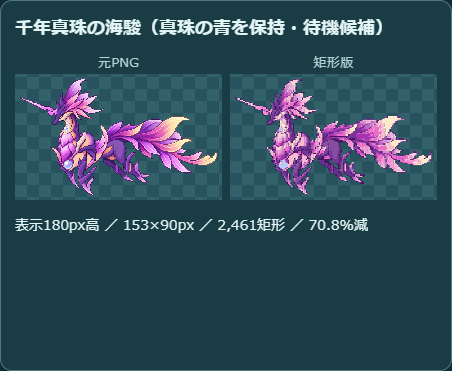 千年真珠の海駿（真珠の青を保持・待機候補）
元PNG
矩形版
表示180px高 ／ 153×90px ／ 2,461矩形 ／ 70.8%減